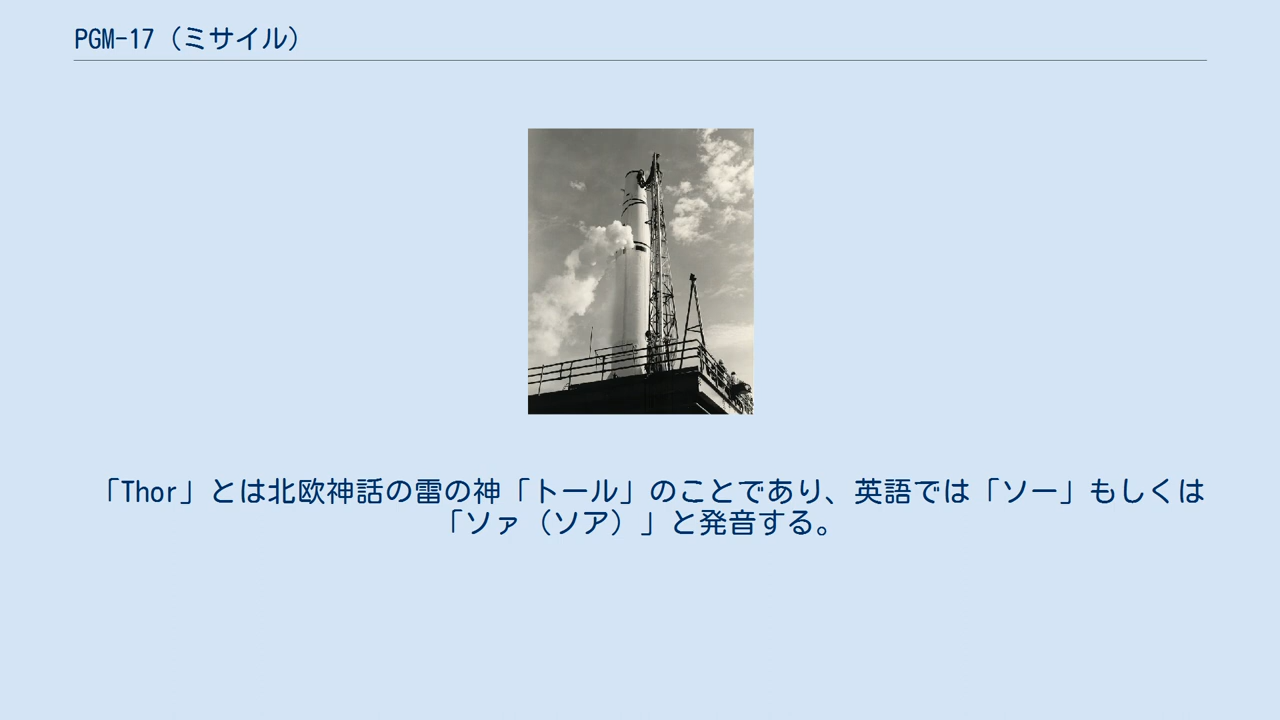 PGM-17（ミサイル）
「Thor」とは北欧神話の雷の神「トール」のことであり、英語では「ソー」もしくは
「ソァ（ソア）」と発音する。